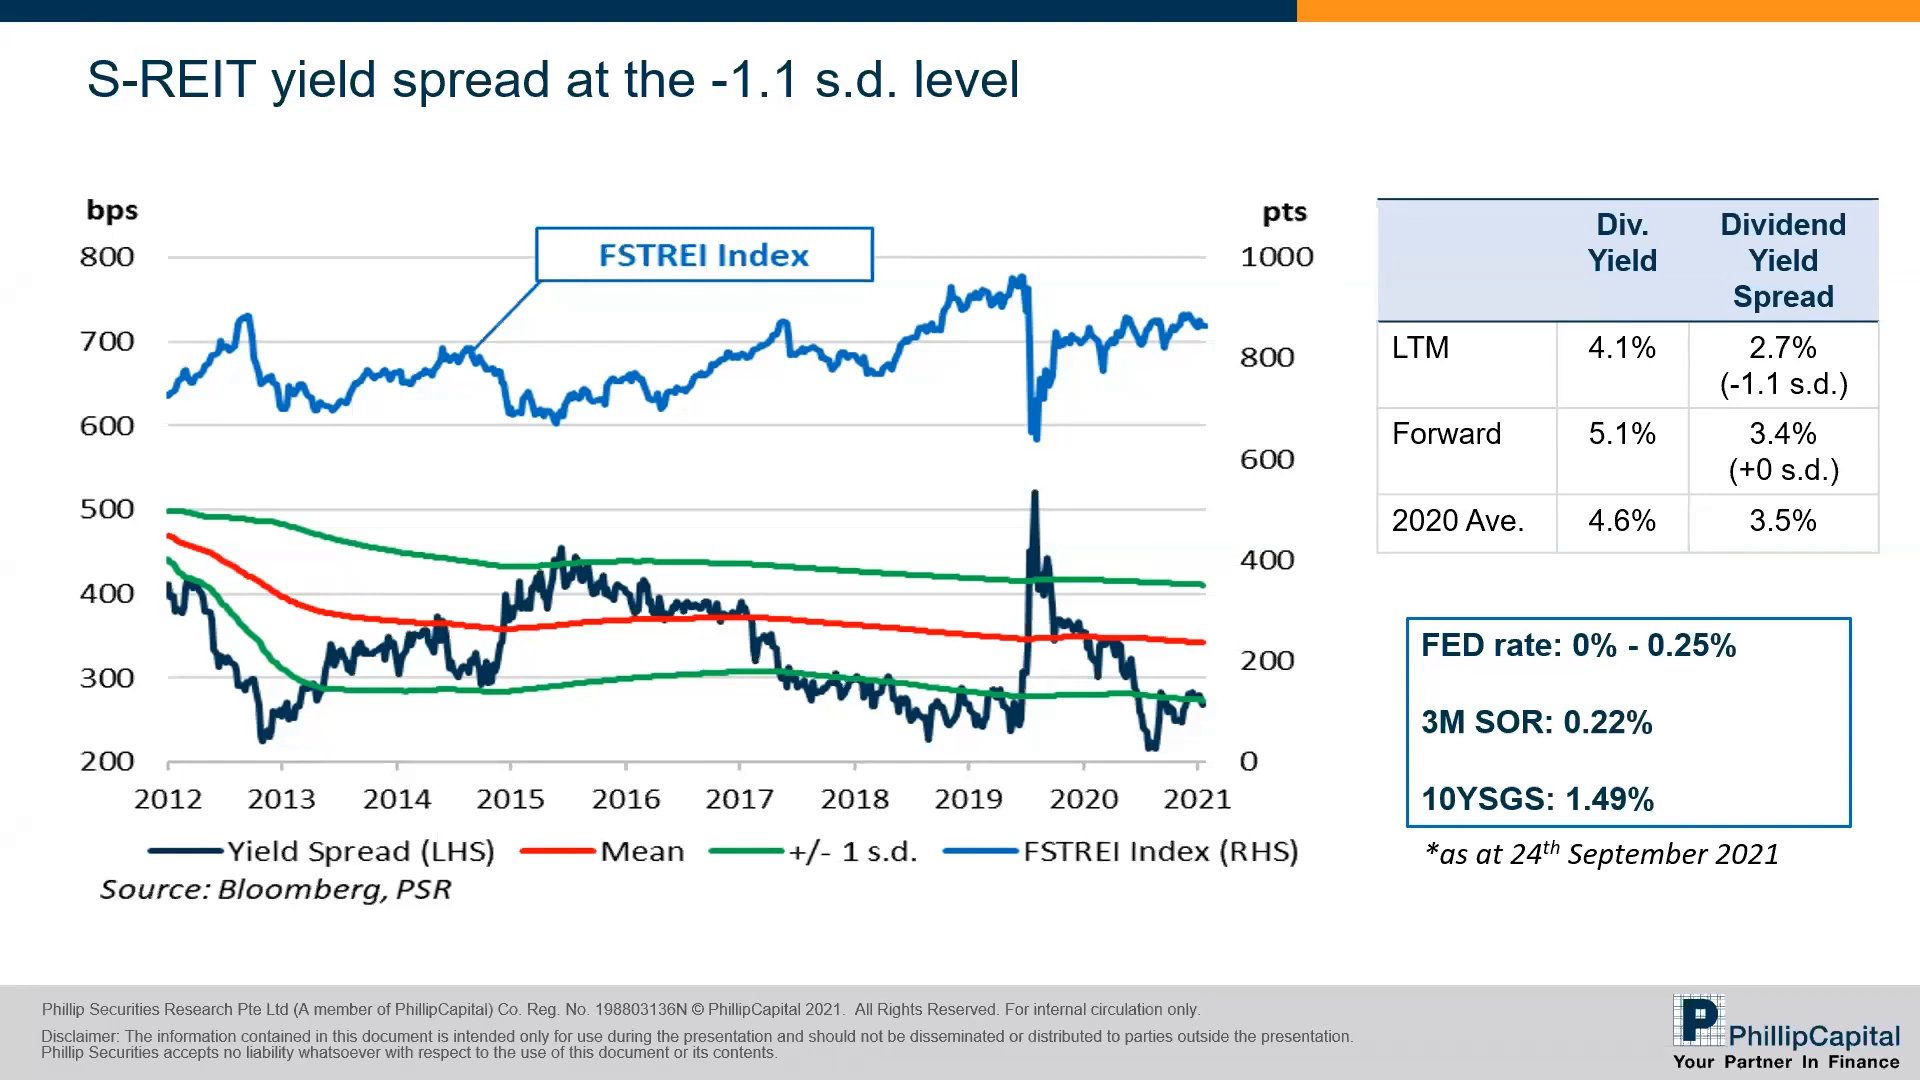 S-REIT yield spread at the -1.1 s.d. level
bps
pts
FSTREI Index
800
700
600
500
400
300
200
1000
800
600
400
200
0
2012 2013 2014 2015 2016 2017 2018 2019 2020 2021
Yield Spread (LHS) Mean +/- 1 s.d. FSTREI Index (RHS)
Source: Bloomberg, PSR
Div. Yield Dividend Yield Spread
LTM 4.1% 2.7% (-1.1 s.d.)
Forward 5.1% 3.4% (+0 s.d.)
2020 Ave. 4.6% 3.5%
FED rate: 0% - 0.25%
3M SOR: 0.22%
10YSGS: 1.49%
*as at 24th September 2021
Phillip Securities Research Pte Ltd (A member of PhillipCapital) Co. Reg. No. 198803136N © PhillipCapital 2021. All Rights Reserved. For internal circulation only.
Disclaimer: The information contained in this document is intended only for use during the presentation and should not be disseminated or distributed to parties outside the presentation.
Phillip Securities accepts no liability whatsoever with respect to the use of this document or its contents.
PhillipCapital
Your Partner In Finance